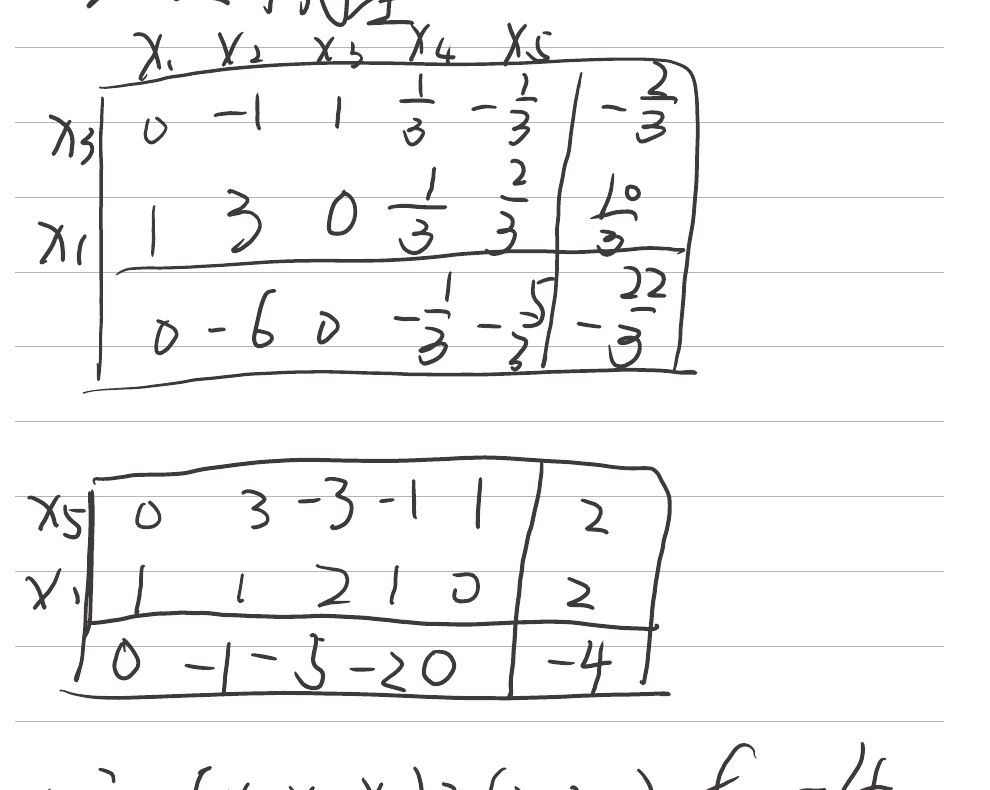 x₁ x₂ x₃ x₄ x₅
x₃ 0 -1 1 1/3 -1/3 -2/3
x₁ 1 3 0 1/3 2/3 10/3
0 -6 0 -1/3 -5/3 -22/3
x₅ 0 3 -3 -1 1 2
x₁ 1 1 2 1 0 2
0 -1 -5 -2 0 -4